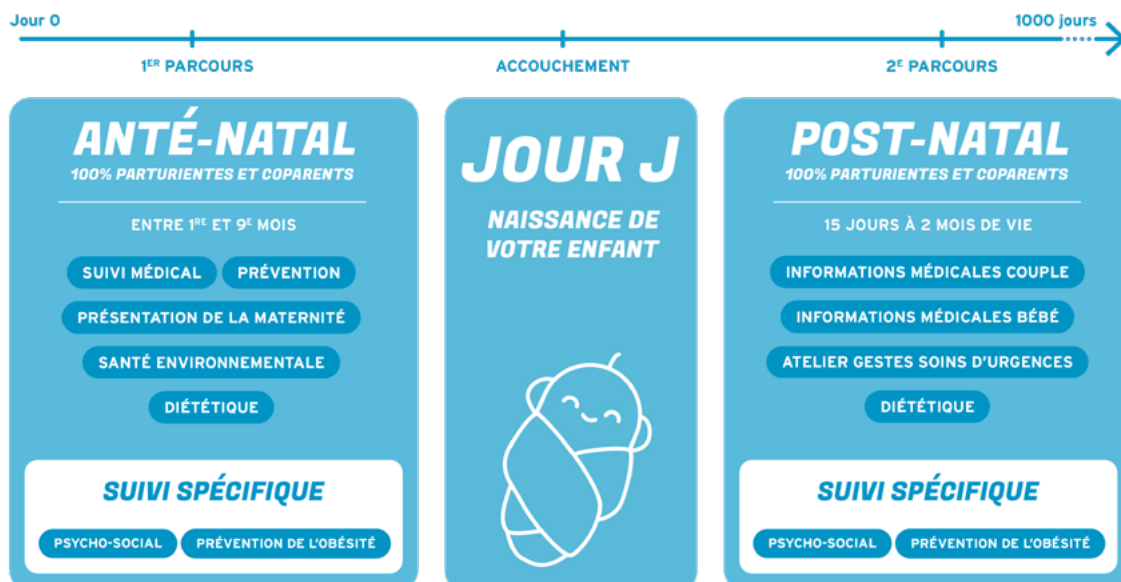 Jour 0
1000 jours
1ER PARCOURS
ACCOUCHEMENT
2E PARCOURS
ANTÉ-NATAL
100% PARTURIENTES ET COPARENTS
ENTRE 1RE ET 9E MOIS
SUIVI MÉDICAL
PRÉVENTION
PRÉSENTATION DE LA MATERNITÉ
SANTÉ ENVIRONNEMENTALE
DIÉTÉTIQUE
SUIVI SPÉCIFIQUE
PSYCHO-SOCIAL
PRÉVENTION DE L'OBÉSITÉ
JOUR J
NAISSANCE DE
VOTRE ENFANT
POST-NATAL
100% PARTURIENTES ET COPARENTS
15 JOURS À 2 MOIS DE VIE
INFORMATIONS MÉDICALES COUPLE
INFORMATIONS MÉDICALES BÉBÉ
ATELIER GESTES SOINS D'URGENCES
DIÉTÉTIQUE
SUIVI SPÉCIFIQUE
PSYCHO-SOCIAL
PRÉVENTION DE L'OBÉSITÉ